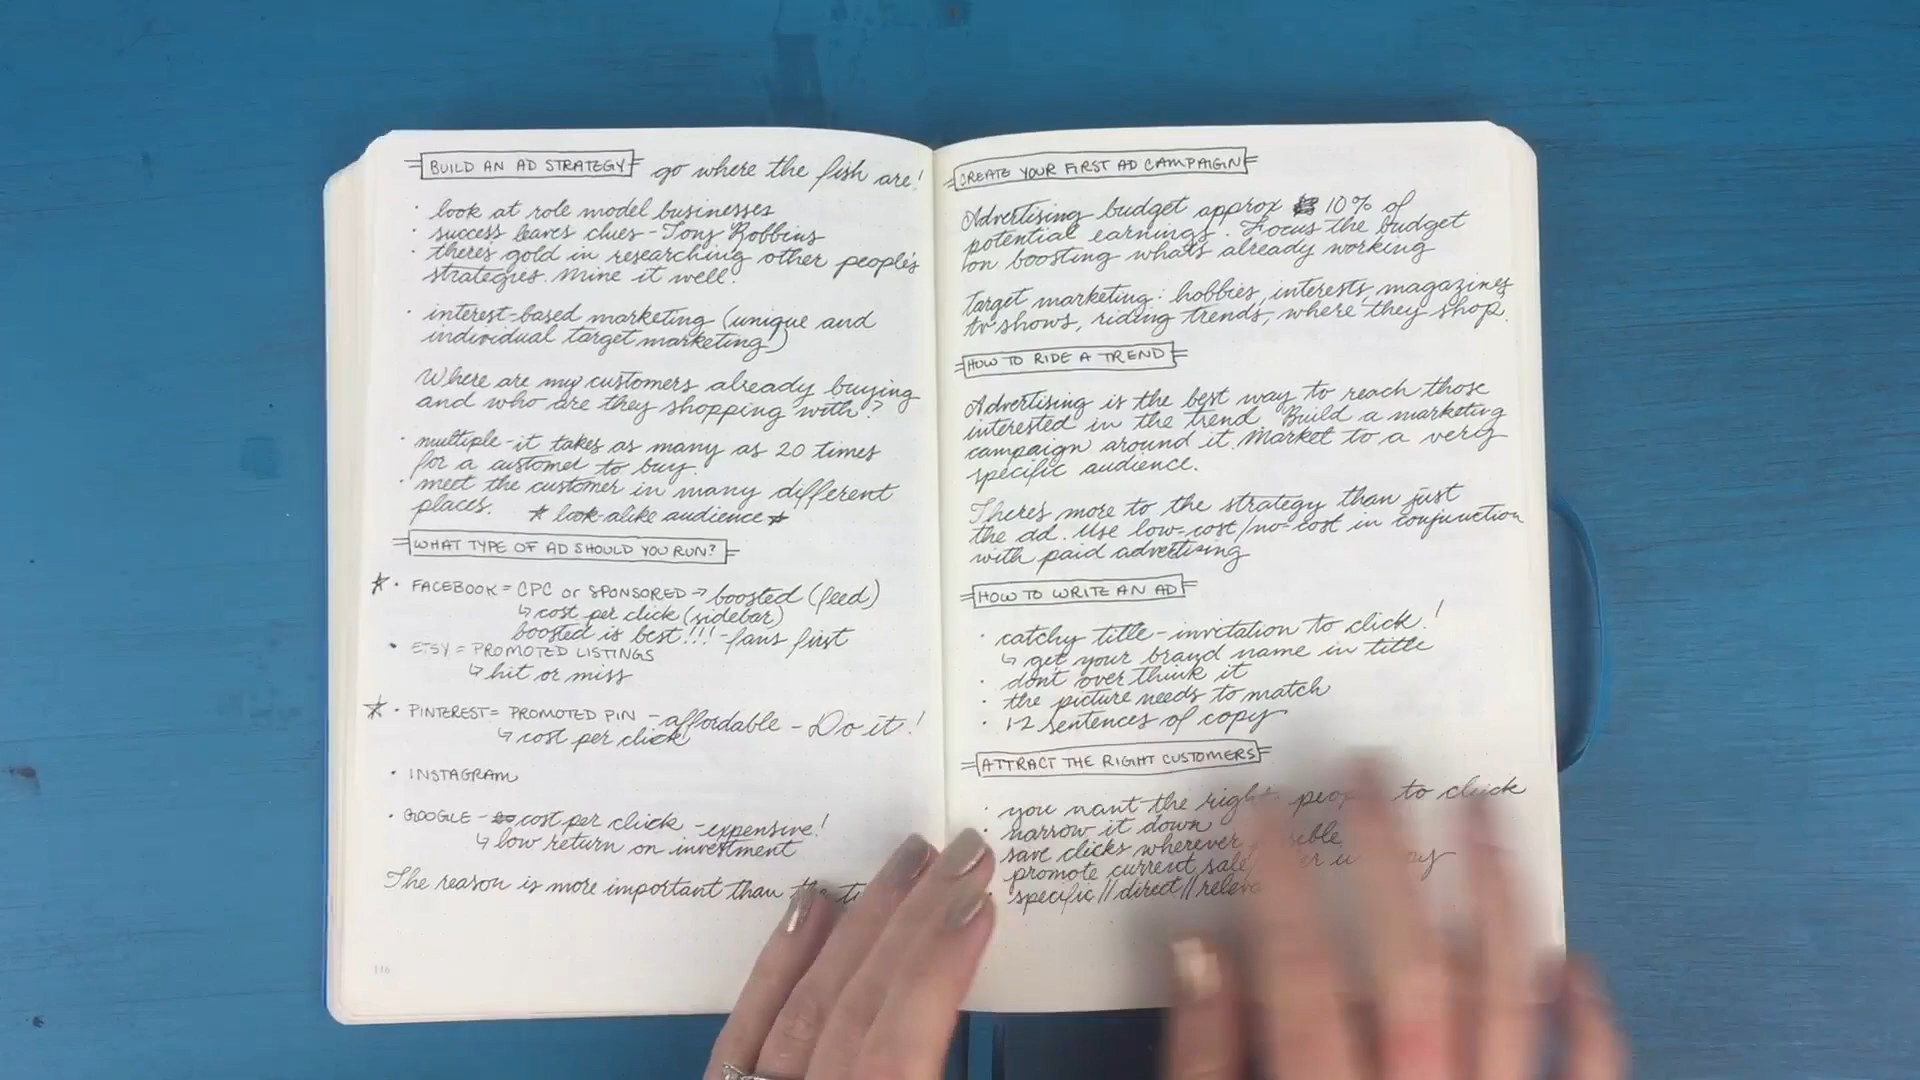 BUILD AN AD STRATEGY go where the fish are!
· look at role model businesses
· success leaves clues - Tony Robbins
· theres gold in researching other people's
strategies. Mine it well.
· interest-based marketing (unique and
individual target marketing)
Where are my customers already buying
and who are they shopping with?
· multiple - it takes as many as 20 times
for a customer to buy.
· meet the customer in many different
places. * look-alike audience *
WHAT TYPE OF AD SHOULD YOU RUN?
* · FACEBOOK = CPC or SPONSORED → boosted (feed)
↳ cost per click (sidebar)
boosted is best!!! - fans first
· ETSY = PROMOTED LISTINGS
↳ hit or miss
* · PINTEREST = PROMOTED PIN - affordable - Do it!
↳ cost per click
· INSTAGRAM
· GOOGLE - cost per click - expensive!
↳ low return on investment
The reason is more important than
116
CREATE YOUR FIRST AD CAMPAIGIN
Advertising budget approx 10% of
potential earnings. Focus the budget
on boosting whats already working
Target marketing: hobbies, interests, magazines
tv shows, riding trends, where they shop.
HOW TO RIDE A TREND
Advertising is the best way to reach those
interested in the trend. Build a marketing
campaign around it. Market to a very
specific audience.
Theres more to the strategy than just
the ad. Use low-cost/no-cost in conjunction
with paid advertising
HOW TO WRITE AN AD
· catchy title - invitation to click!
↳ get your brand name in title
· dont over think it
· the picture needs to match
· 1-2 sentences of copy
ATTRACT THE RIGHT CUSTOMERS
· you want the right to click
· narrow it down
· save clicks wherever
promote current
· specific // direct //